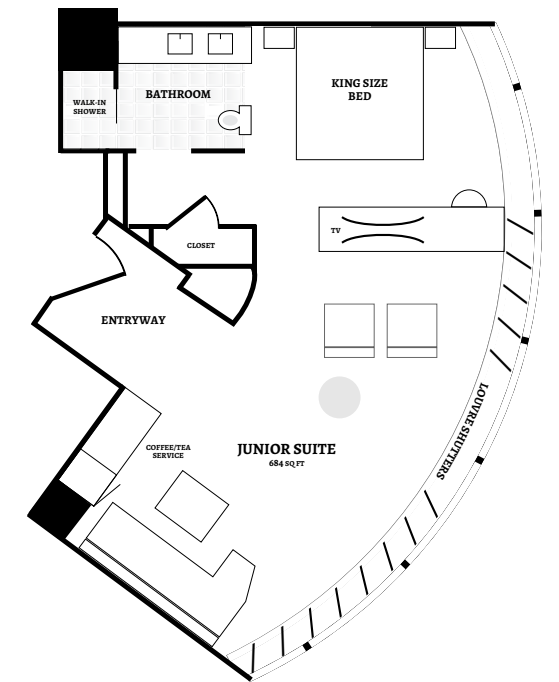 KING SIZE
BED
BATHROOM
WALK-IN
SHOWER
TV
CLOSET
ENTRYWAY
LOUVRE SHUTTERS
COFFEE/TEA
SERVICE
JUNIOR SUITE
684 SQ FT